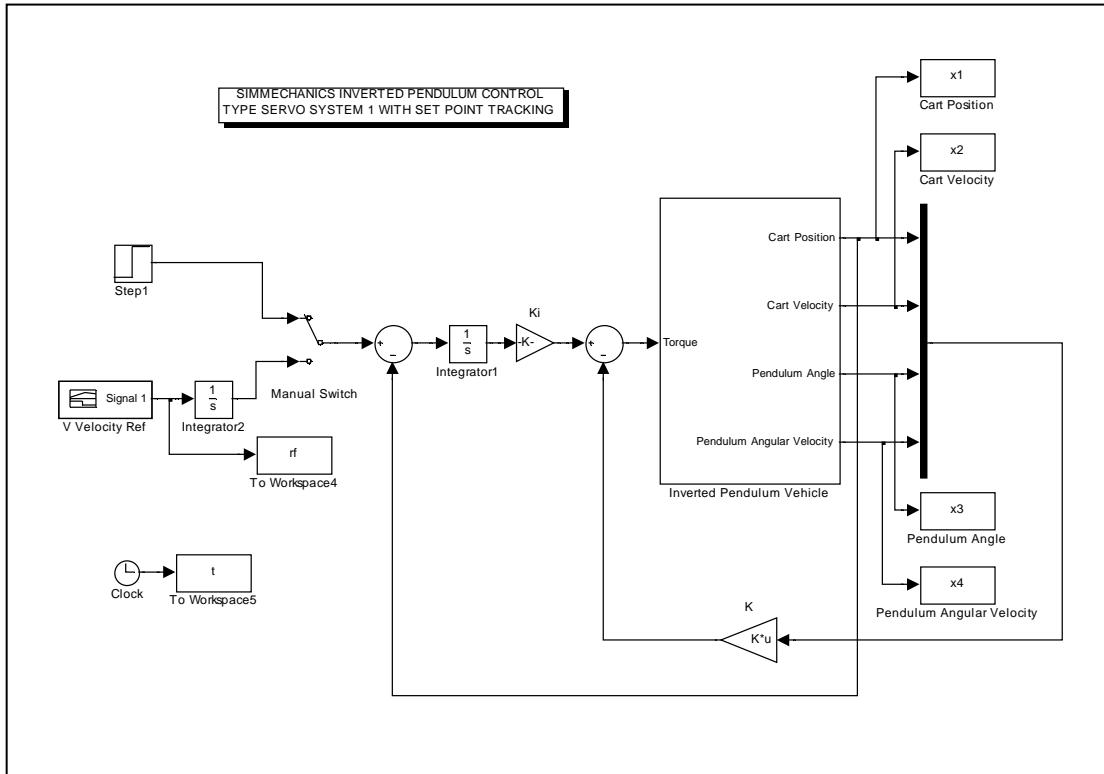 SIMMECHANICS INVERTED PENDULUM CONTROL
TYPE SERVO SYSTEM 1 WITH SET POINT TRACKING
x1
Cart Position
x2
Cart Velocity
Step1
Signal 1
V Velocity Ref
1
s
Integrator2
Manual Switch
rf
To Workspace4
Clock
t
To Workspace5
+
−
1
s
Integrator1
Ki
-K-
+
−
Torque
Cart Position
Cart Velocity
Pendulum Angle
Pendulum Angular Velocity
Inverted Pendulum Vehicle
x3
Pendulum Angle
x4
Pendulum Angular Velocity
K
K*u